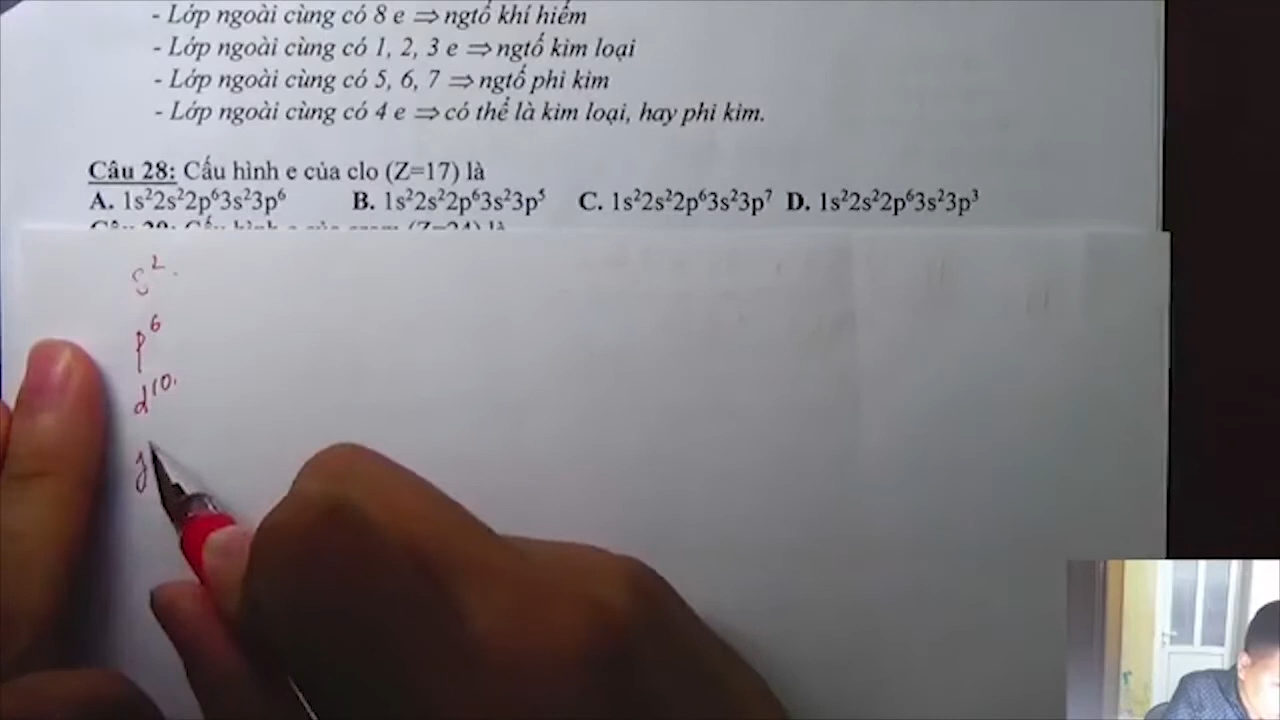 - Lớp ngoài cùng có 8 e ⇒ ngtố khí hiếm
- Lớp ngoài cùng có 1, 2, 3 e ⇒ ngtố kim loại
- Lớp ngoài cùng có 5, 6, 7 ⇒ ngtố phi kim
- Lớp ngoài cùng có 4 e ⇒ có thể là kim loại, hay phi kim.
Câu 28: Cấu hình e của clo (Z=17) là
A. 1s²2s²2p⁶3s²3p⁶ B. 1s²2s²2p⁶3s²3p⁵ C. 1s²2s²2p⁶3s²3p⁷ D. 1s²2s²2p⁶3s²3p³
s².
p⁶
d¹⁰.